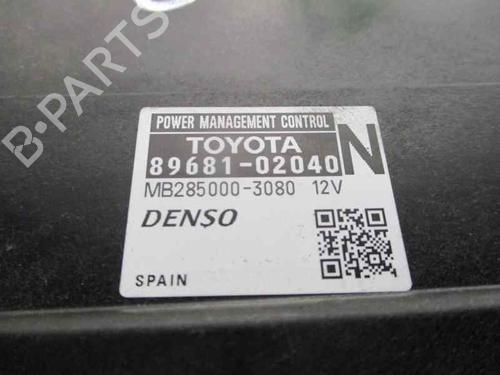 B-PARTS
POWER MANAGEMENT CONTROL
TOYOTA N
89681-02040
MB285000-3080 12V
DENSO
SPAIN